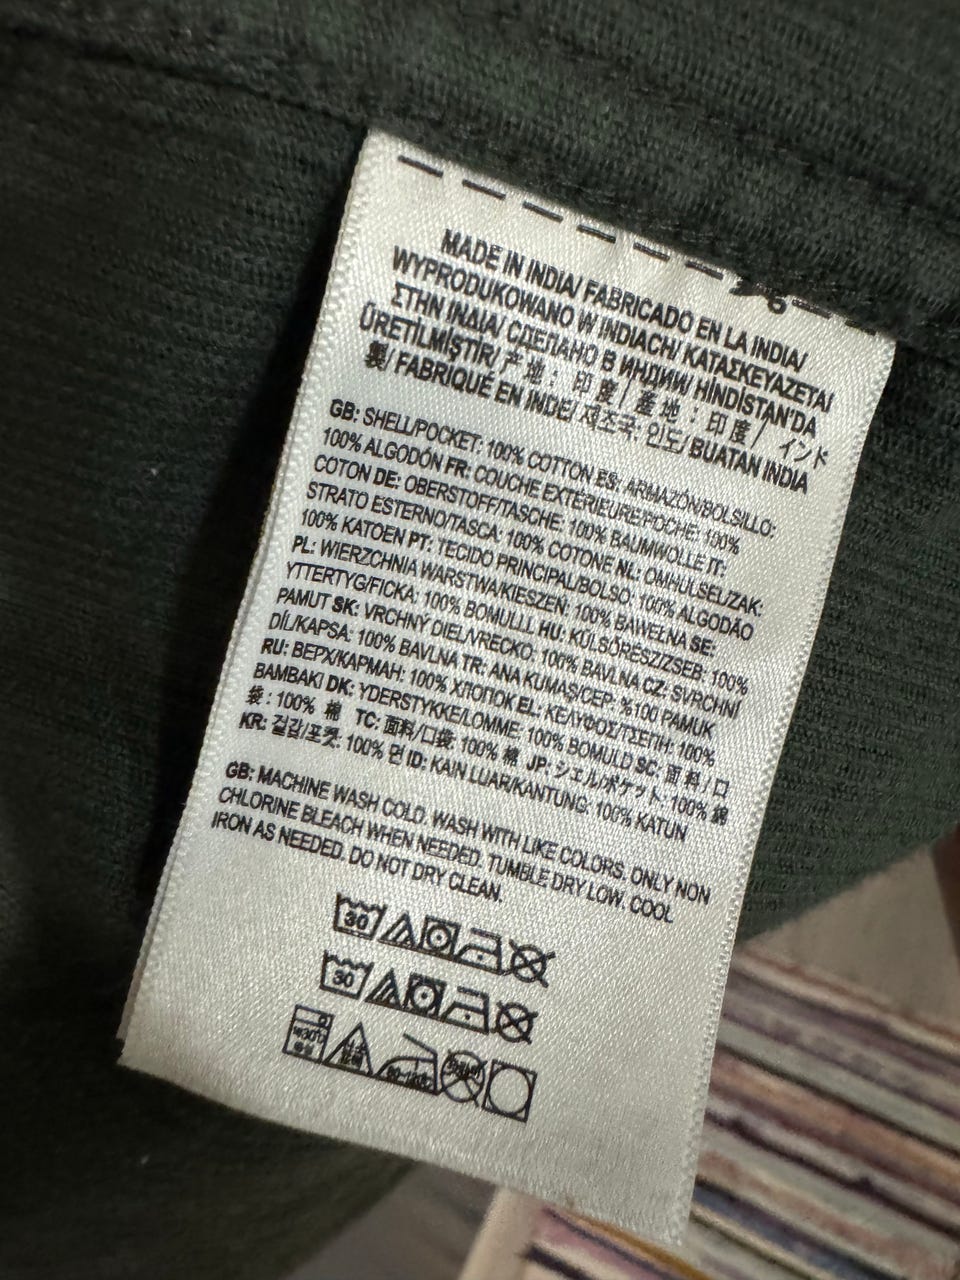 MADE IN INDIA/ FABRICADO EN LA INDIA/
WYPRODUKOWANO W INDIACH/ ΚΑΤΑΣΚΕΥΑΖΕΤΑΙ
ΣΤΗΝ ΙΝΔΙΑ/ СДЕЛАНО В ИНДИИ/ HİNDİSTAN'DA
ÜRETİLMİŞTİR/ 产地：印度/ 產地：印度/ インド
製/ FABRIQUÉ EN INDE/ 제조국: 인도/ BUATAN INDIA
GB: SHELL/POCKET: 100% COTTON ES: ARMAZÓN/BOLSILLO:
100% ALGODÓN FR: COUCHE EXTÉRIEURE/POCHE: 100%
COTON DE: OBERSTOFF/TASCHE: 100% BAUMWOLLE IT:
STRATO ESTERNO/TASCA: 100% COTONE NL: OMHULSEL/ZAK:
100% KATOEN PT: TECIDO PRINCIPAL/BOLSO: 100% ALGODÃO
PL: WIERZCHNIA WARSTWA/KIESZEŃ: 100% BAWEŁNA SE:
YTTERTYG/FICKA: 100% BOMULL HU: KÜLSŐRÉSZ/ZSEB: 100%
PAMUT SK: VRCHNÝ DIEL/VRECKO: 100% BAVLNA CZ: SVRCHNÍ
DÍL/KAPSA: 100% BAVLNA TR: ANA KUMAŞ/CEP: %100 PAMUK
RU: ВЕРХ/КАРМАН: 100% ХЛОПОК EL: ΚΕΛΥΦΟΣ/ΤΣΕΠΗ: 100%
ΒΑΜΒΑΚΙ DK: YDERSTYKKE/LOMME: 100% BOMULD SC: 面料/口
袋: 100% 棉 TC: 面料/口袋: 100% 棉 JP: シェル/ポケット: 100% 綿
KR: 겉감/포켓: 100% 면 ID: KAIN LUAR/KANTUNG: 100% KATUN
GB: MACHINE WASH COLD. WASH WITH LIKE COLORS. ONLY NON
CHLORINE BLEACH WHEN NEEDED. TUMBLE DRY LOW. COOL
IRON AS NEEDED. DO NOT DRY CLEAN.
30
30